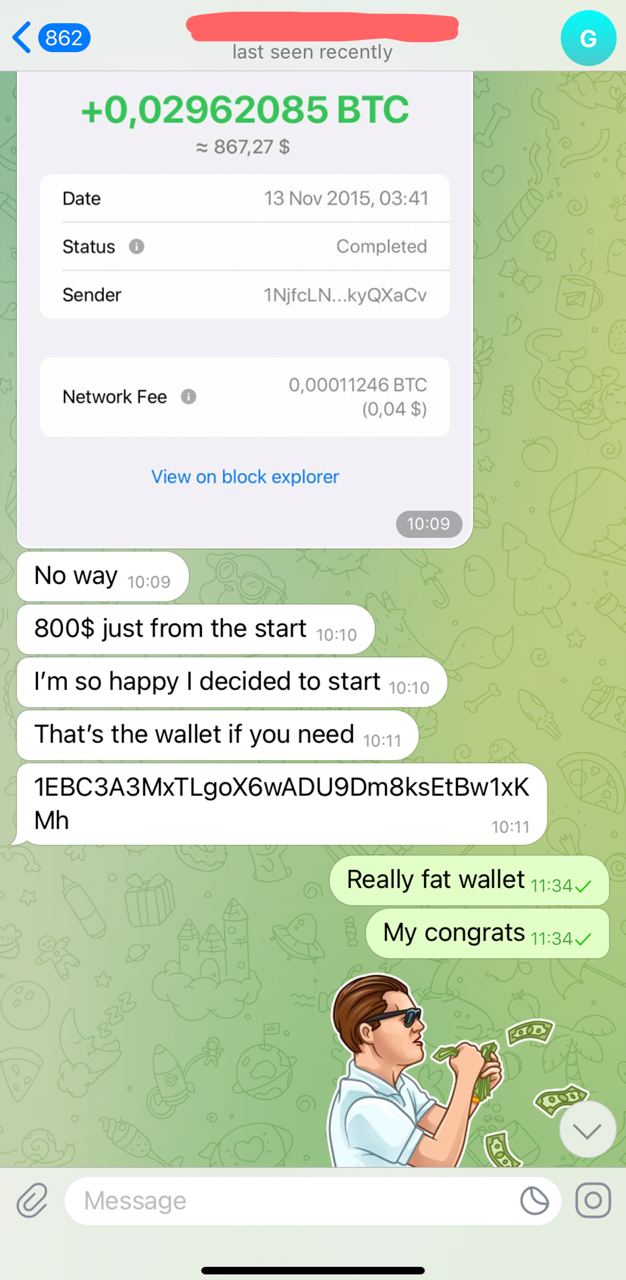 862
last seen recently
G
+0,02962085 BTC
≈ 867,27 $
Date 13 Nov 2015, 03:41
Status i Completed
Sender 1NjfcLN...kyQXaCv
Network Fee i 0,00011246 BTC
(0,04 $)
View on block explorer
10:09
No way 10:09
800$ just from the start 10:10
I’m so happy I decided to start 10:10
That’s the wallet if you need 10:11
1EBC3A3MxTLgoX6wADU9Dm8ksEtBw1xK
Mh 10:11
Really fat wallet 11:34
My congrats 11:34
Message